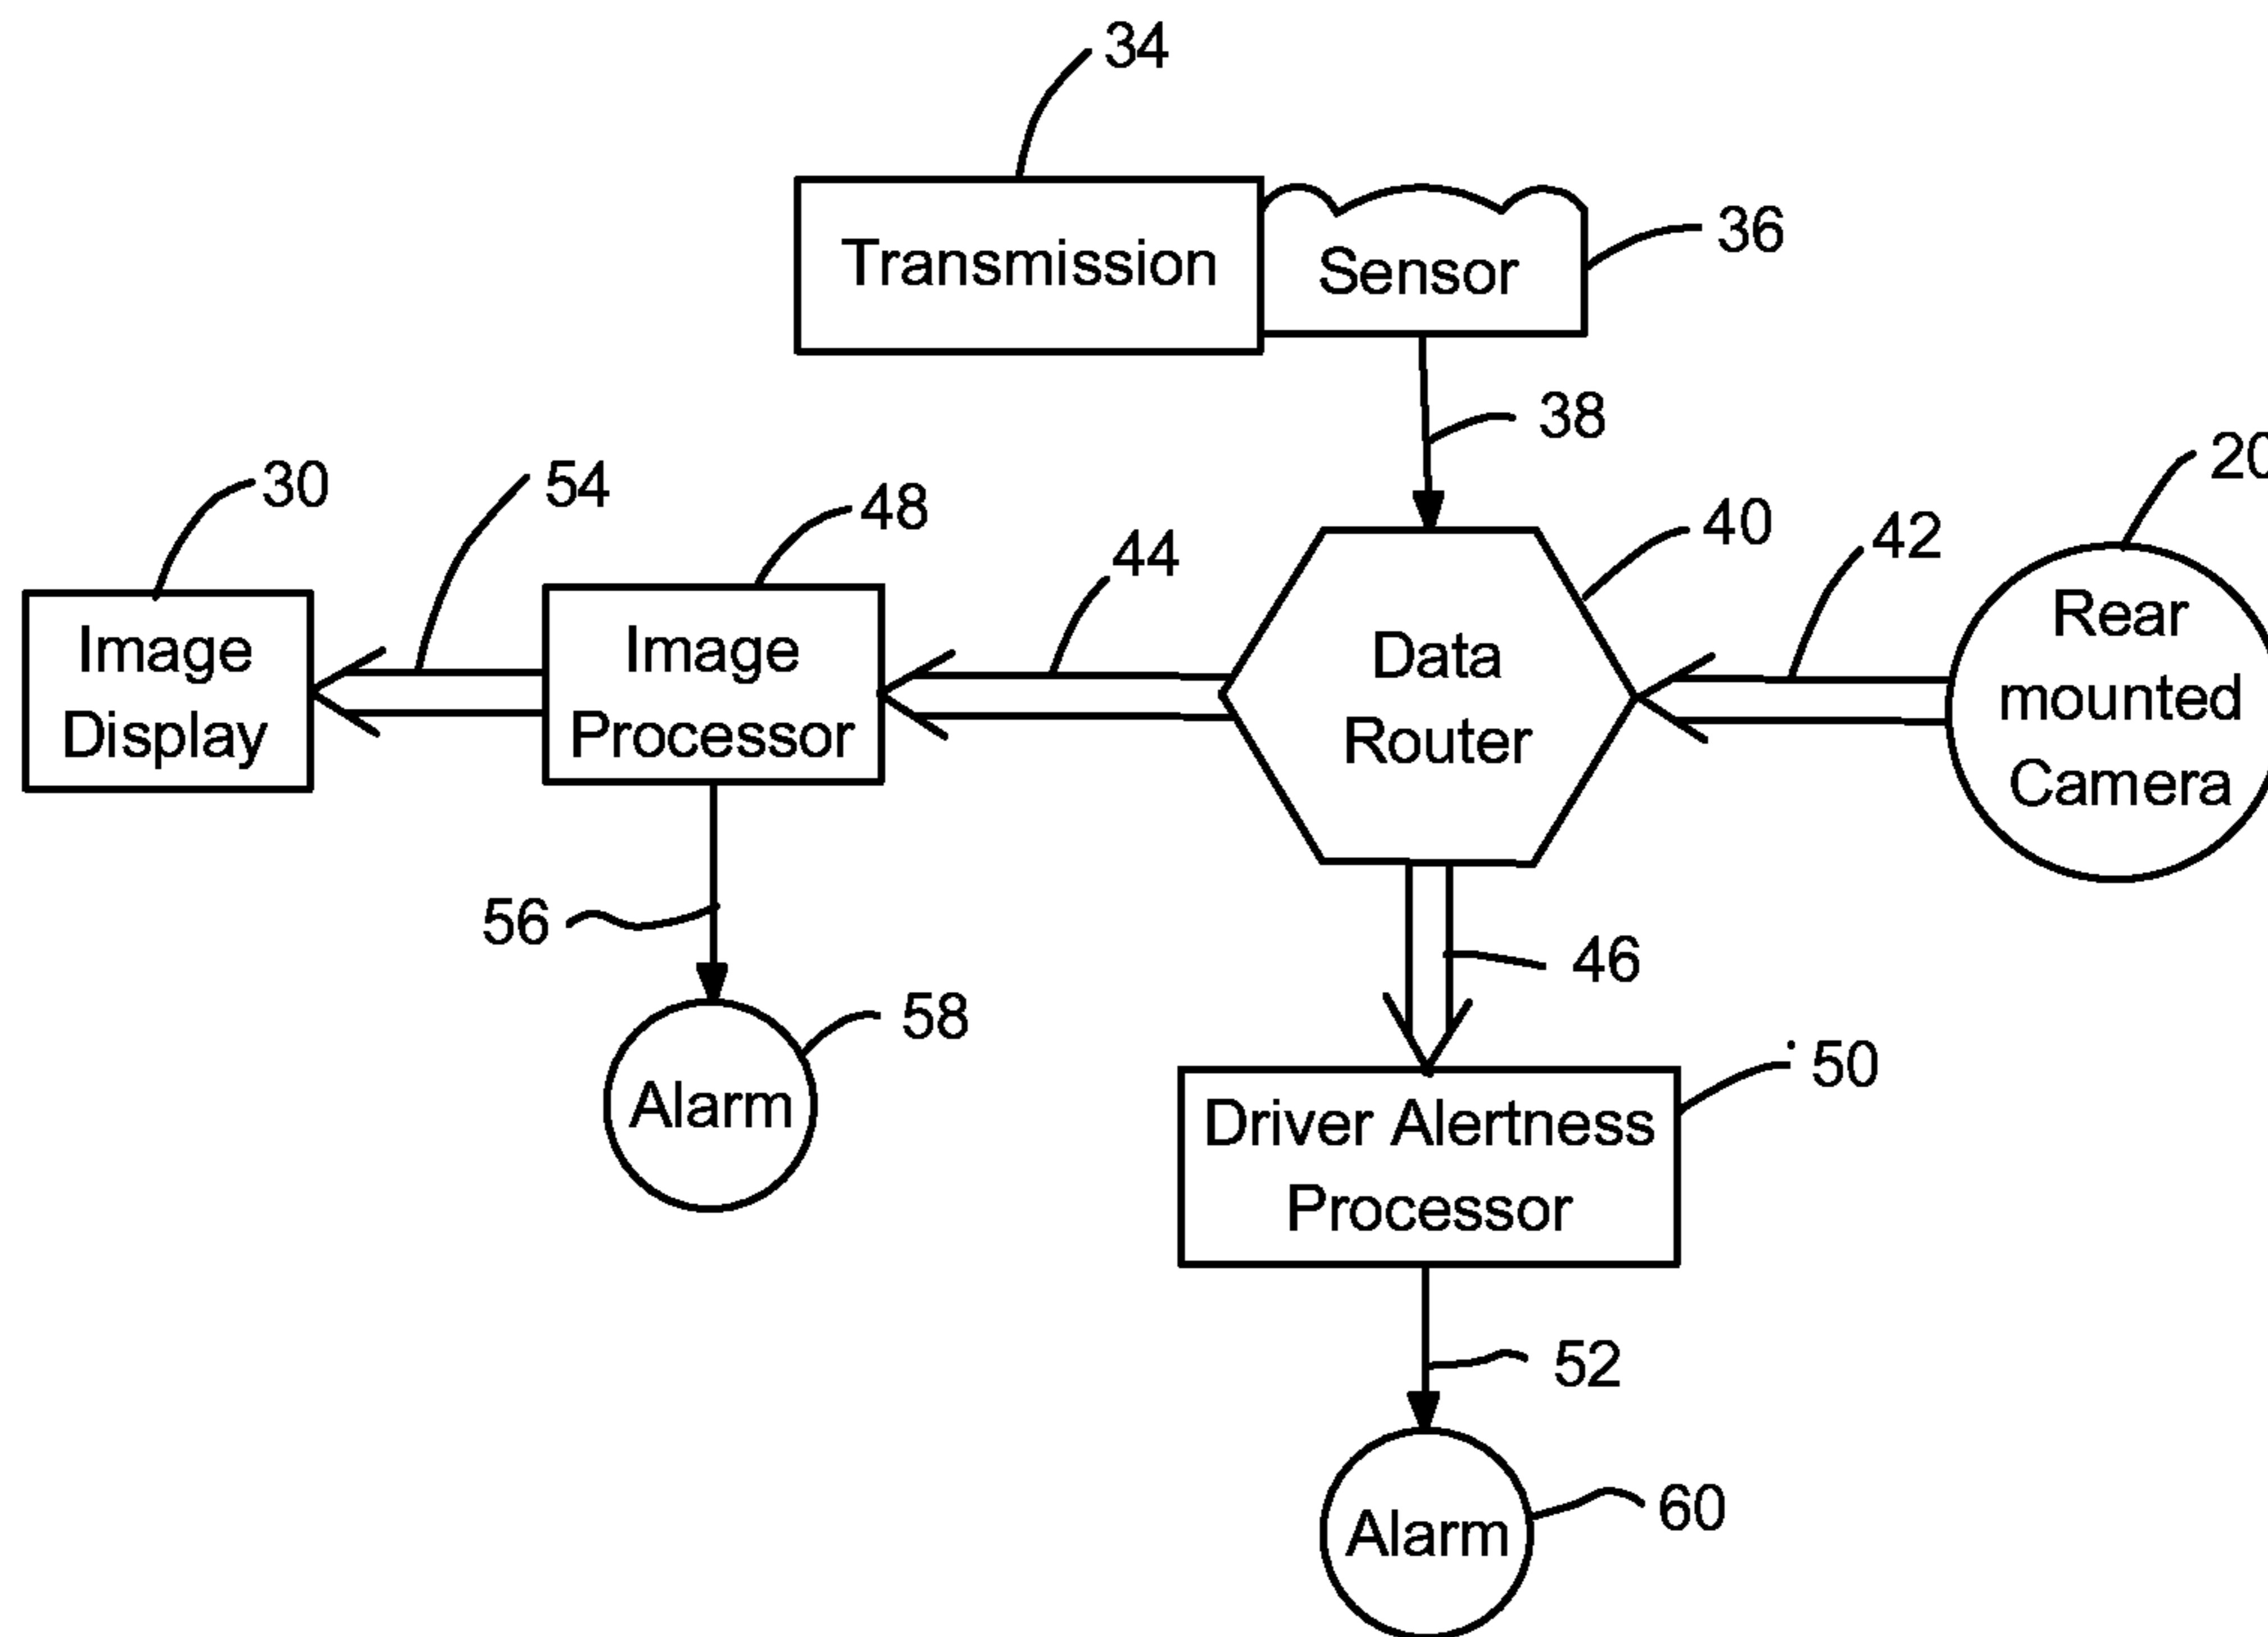 34
Transmission
Sensor
36
38
20
30
54
48
44
40
42
Image
Display
Image
Processor
Data
Router
Rear
mounted
Camera
56
46
58
Alarm
50
Driver Alertness
Processor
52
60
Alarm